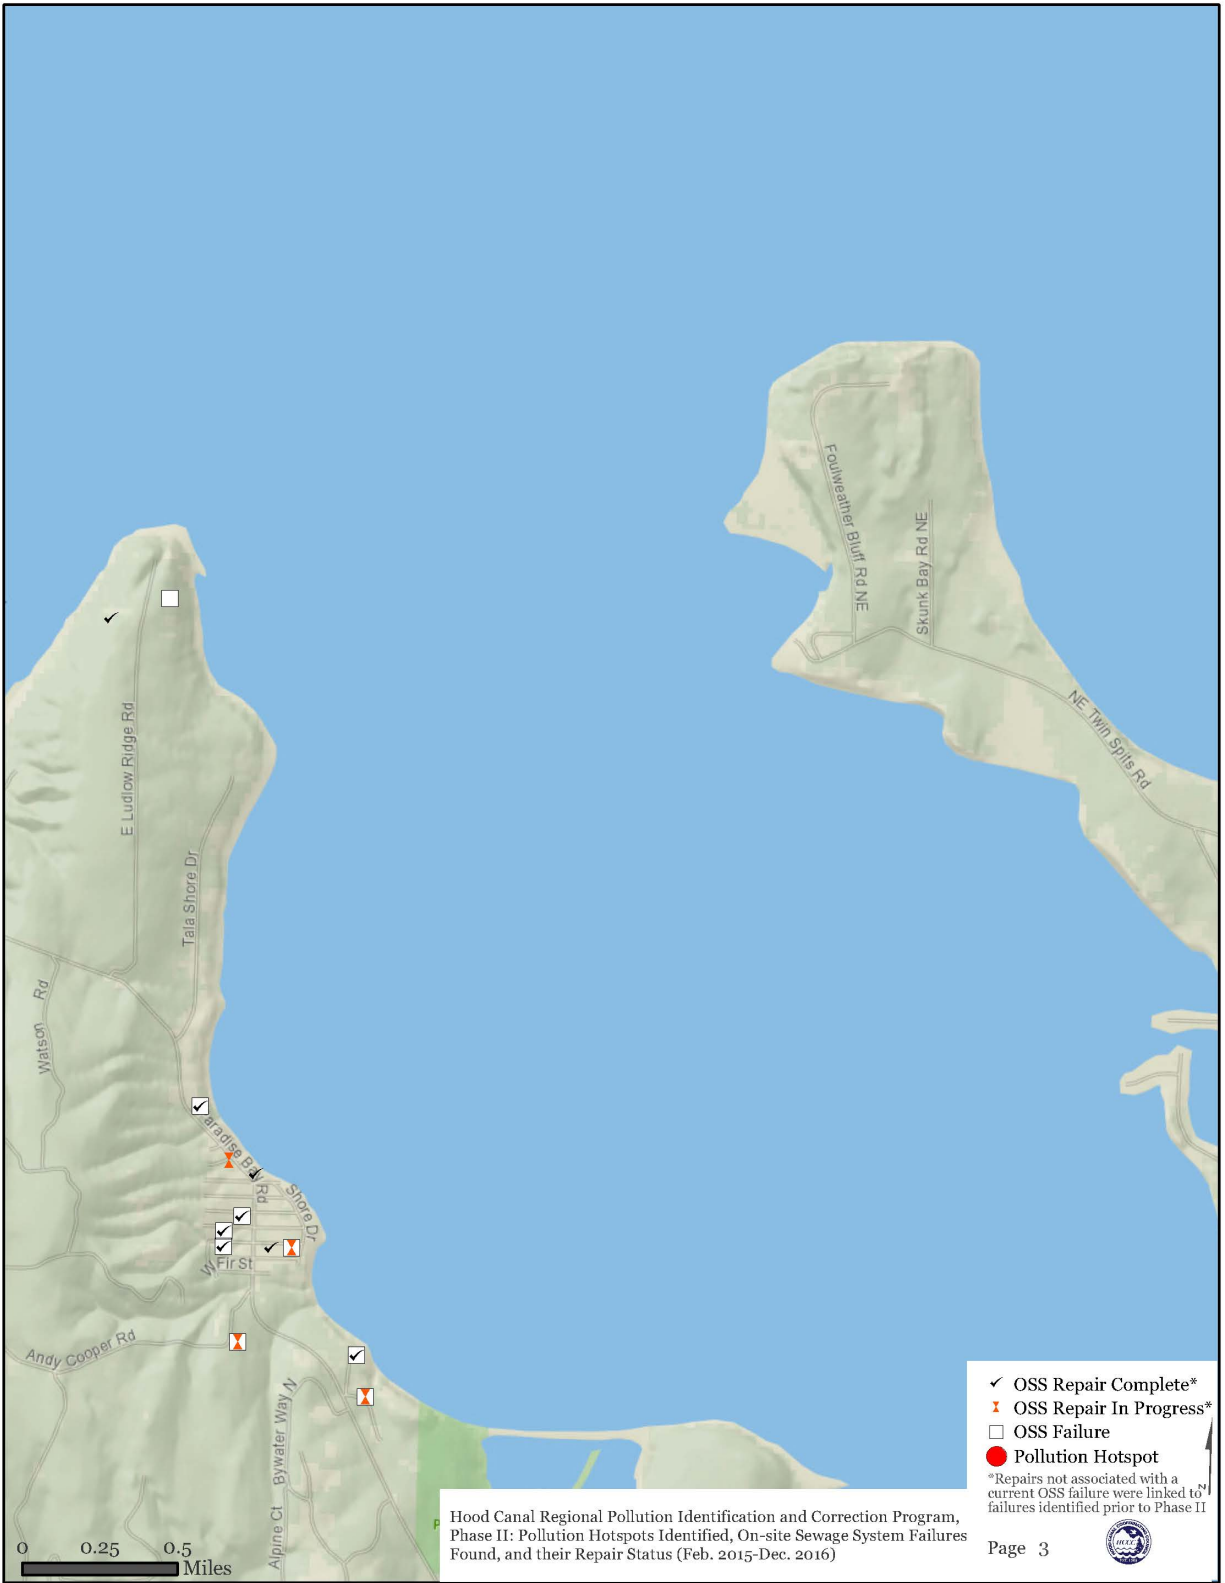 Foulweather Bluff Rd NE
Skunk Bay Rd NE
NE Twin Spits Rd
E Ludlow Ridge Rd
Tala Shore Dr
Watson Rd
aradise Bay Rd
Shore Dr
W Fir St
Andy Cooper Rd
Bywater Way N
Alpine Ct
P
0 0.25 0.5
Miles
OSS Repair Complete*
OSS Repair In Progress*
OSS Failure
Pollution Hotspot
*Repairs not associated with a
current OSS failure were linked to
failures identified prior to Phase II
N
Hood Canal Regional Pollution Identification and Correction Program,
Phase II: Pollution Hotspots Identified, On-site Sewage System Failures
Found, and their Repair Status (Feb. 2015-Dec. 2016)
Page 3
HCCC